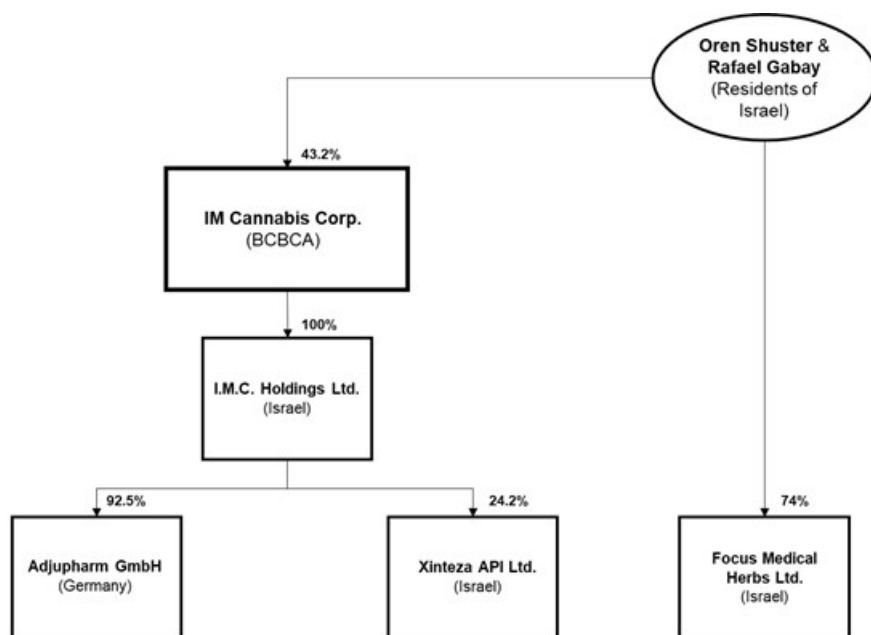 Oren Shuster &
Rafael Gabay
(Residents of
Israel)
43.2%
IM Cannabis Corp.
(BCBCA)
100%
I.M.C. Holdings Ltd.
(Israel)
92.5%
24.2%
74%
Adjupharm GmbH
(Germany)
Xinteza API Ltd.
(Israel)
Focus Medical
Herbs Ltd.
(Israel)